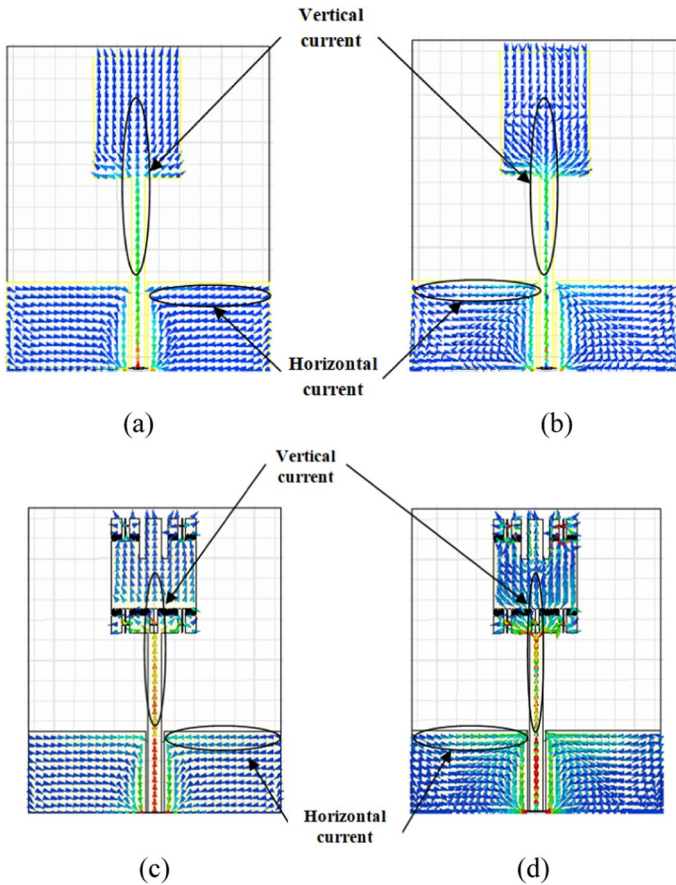 Vertical
current
Horizontal
current
(a)
(b)
Vertical
current
Horizontal
current
(c)
(d)